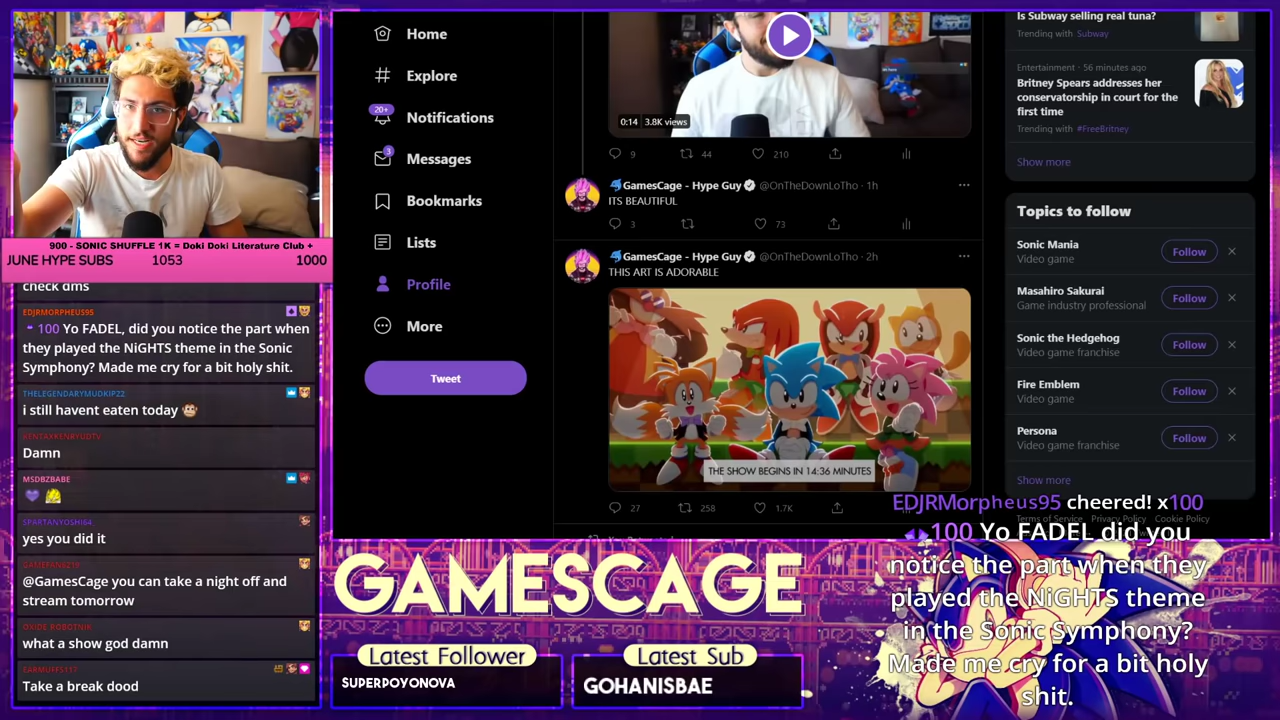 900 - SONIC SHUFFLE 1K = Doki Doki Literature Club +
JUNE HYPE SUBS 1053 1000
check dms
EDJRMORPHEUS95
100 Yo FADEL, did you notice the part when
they played the NiGHTS theme in the Sonic
Symphony? Made me cry for a bit holy shit.
THELEGENDARYMUDKIP22
i still havent eaten today
Damn
MSDBZBABE
SPARTANYOSHI64
yes you did it
@GamesCage you can take a night off and
stream tomorrow
OXIDE_ROBOTNIK
what a show god damn
EARMUFFS117
Take a break dood
Home
Explore
20+
Notifications
3
Messages
Bookmarks
Lists
Profile
More
Tweet
0:14 3.8K views
9 44 210
GamesCage - Hype Guy @OnTheDownLoTho · 1h
ITS BEAUTIFUL
3 73
GamesCage - Hype Guy @OnTheDownLoTho · 2h
THIS ART IS ADORABLE
THE SHOW BEGINS IN 14:36 MINUTES
27 258 1.7K
Is Subway selling real tuna?
Trending with Subway
Entertainment · 56 minutes ago
Britney Spears addresses her
conservatorship in court for the
first time
Trending with #FreeBritney
Show more
Topics to follow
Sonic Mania
Video game
Follow
Masahiro Sakurai
Game industry professional
Follow
Sonic the Hedgehog
Video game franchise
Follow
Fire Emblem
Video game
Follow
Persona
Video game franchise
Follow
Show more
Terms of Service Privacy Policy Cookie Policy
EDJRMorpheus95 cheered! x100
100 Yo FADEL did you
notice the part when they
played the NiGHTS theme
in the Sonic Symphony?
Made me cry for a bit holy
shit.
GAMESCAGE
Latest Follower
SUPERPOYONOVA
Latest Sub
GOHANISBAE